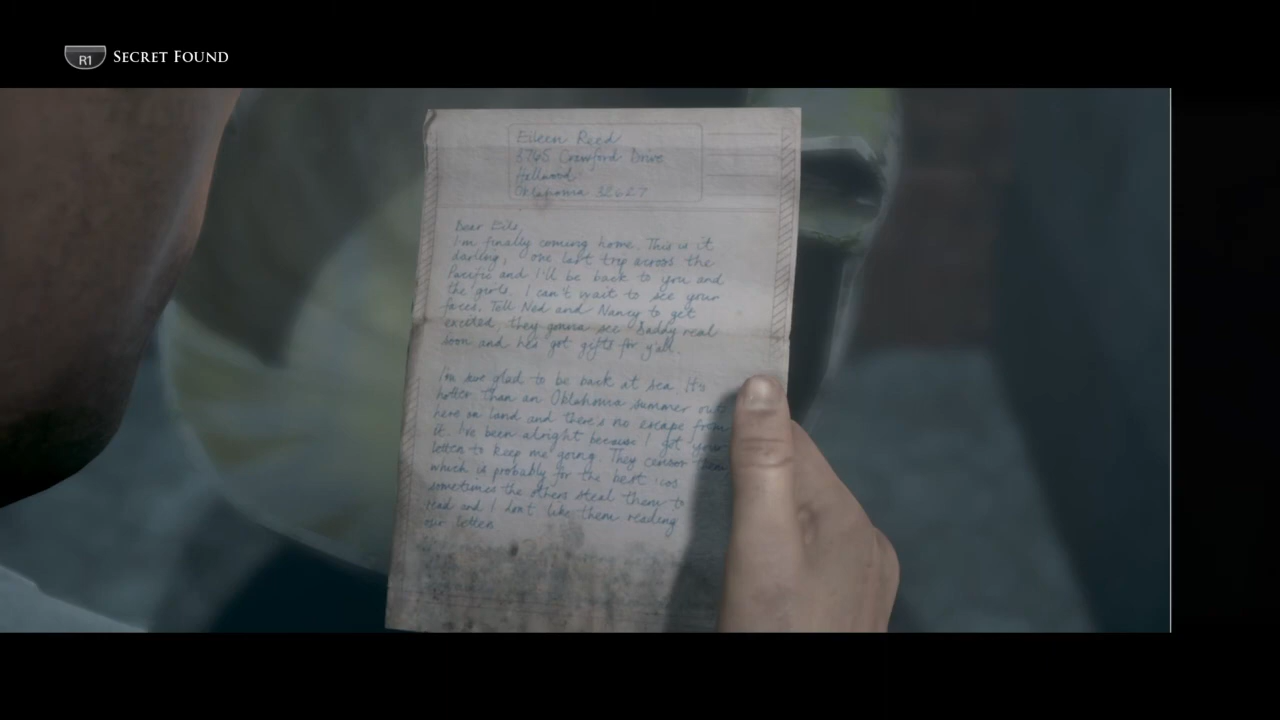 R1 SECRET FOUND
Eileen Reed
3765 Crawford Drive
Oklahoma 32627
Dear Eile,
I'm finally coming home. This is it
darling, one last trip across the
Pacific and I'll be back to you and
the girls. I can't wait to see your
faces. Tell Ned and Nancy to get
excited, they gonna see Daddy real
soon and he's got gifts for y'all.
I'm sure glad to be back at sea. It's
hotter than an Oklahoma summer out
here on land and there's no escape from
it. I've been alright because I get your
letters to keep me going. They censor them
which is probably for the best 'cos
sometimes the others steal them to
read and I don't like them reading
our letters